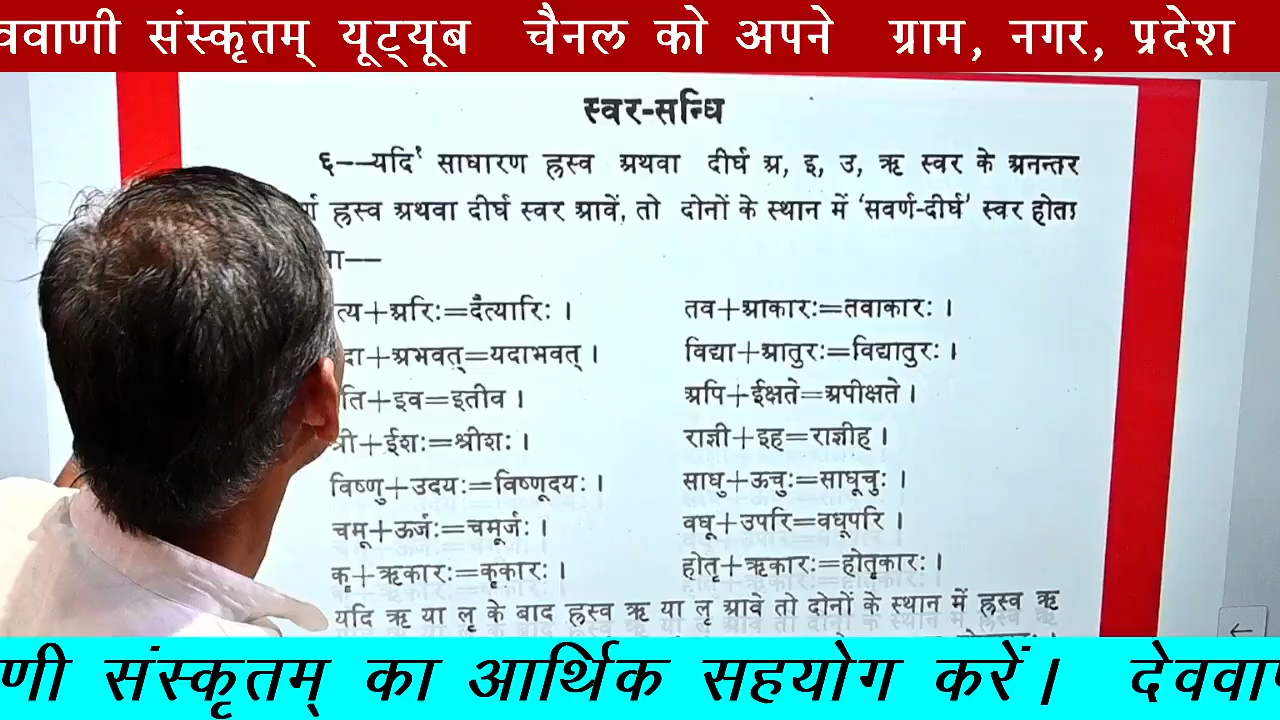 संस्कृतम् यूट्यूब चैनल को अपने ग्राम, नगर, प्रदेश
स्वर-सन्धि
६––यदि¹ साधारण ह्रस्व अथवा दीर्घ अ, इ, उ, ऋ स्वर के अनन्तर
ह्रस्व अथवा दीर्घ स्वर आवें, तो दोनों के स्थान में ‘सवर्ण-दीर्घ’ स्वर होता
त्य+अरिः=दैत्यारिः । तव+आकारः=तवाकारः ।
दा+अभवत्=यदाभवत् । विद्या+आतुरः=विद्यातुरः ।
ति+इव=इतीव । अपि+ईक्षते=अपीक्षते ।
श्री+ईशः=श्रीशः । राज्ञी+इह=राज्ञीह ।
विष्णु+उदयः=विष्णूदयः । साधु+ऊचुः=साधूचुः ।
चमू+ऊर्जः=चमूर्जः । वधू+उपरि=वधूपरि ।
कृ+ऋकारः=कॄकारः । होतृ+ऋकारः=होतॄकारः ।
यदि ऋ या लृ के बाद ह्रस्व ऋ या लृ आवे तो दोनों के स्थान में ह्रस्व ऋ
संस्कृतम् का आर्थिक सहयोग करें।